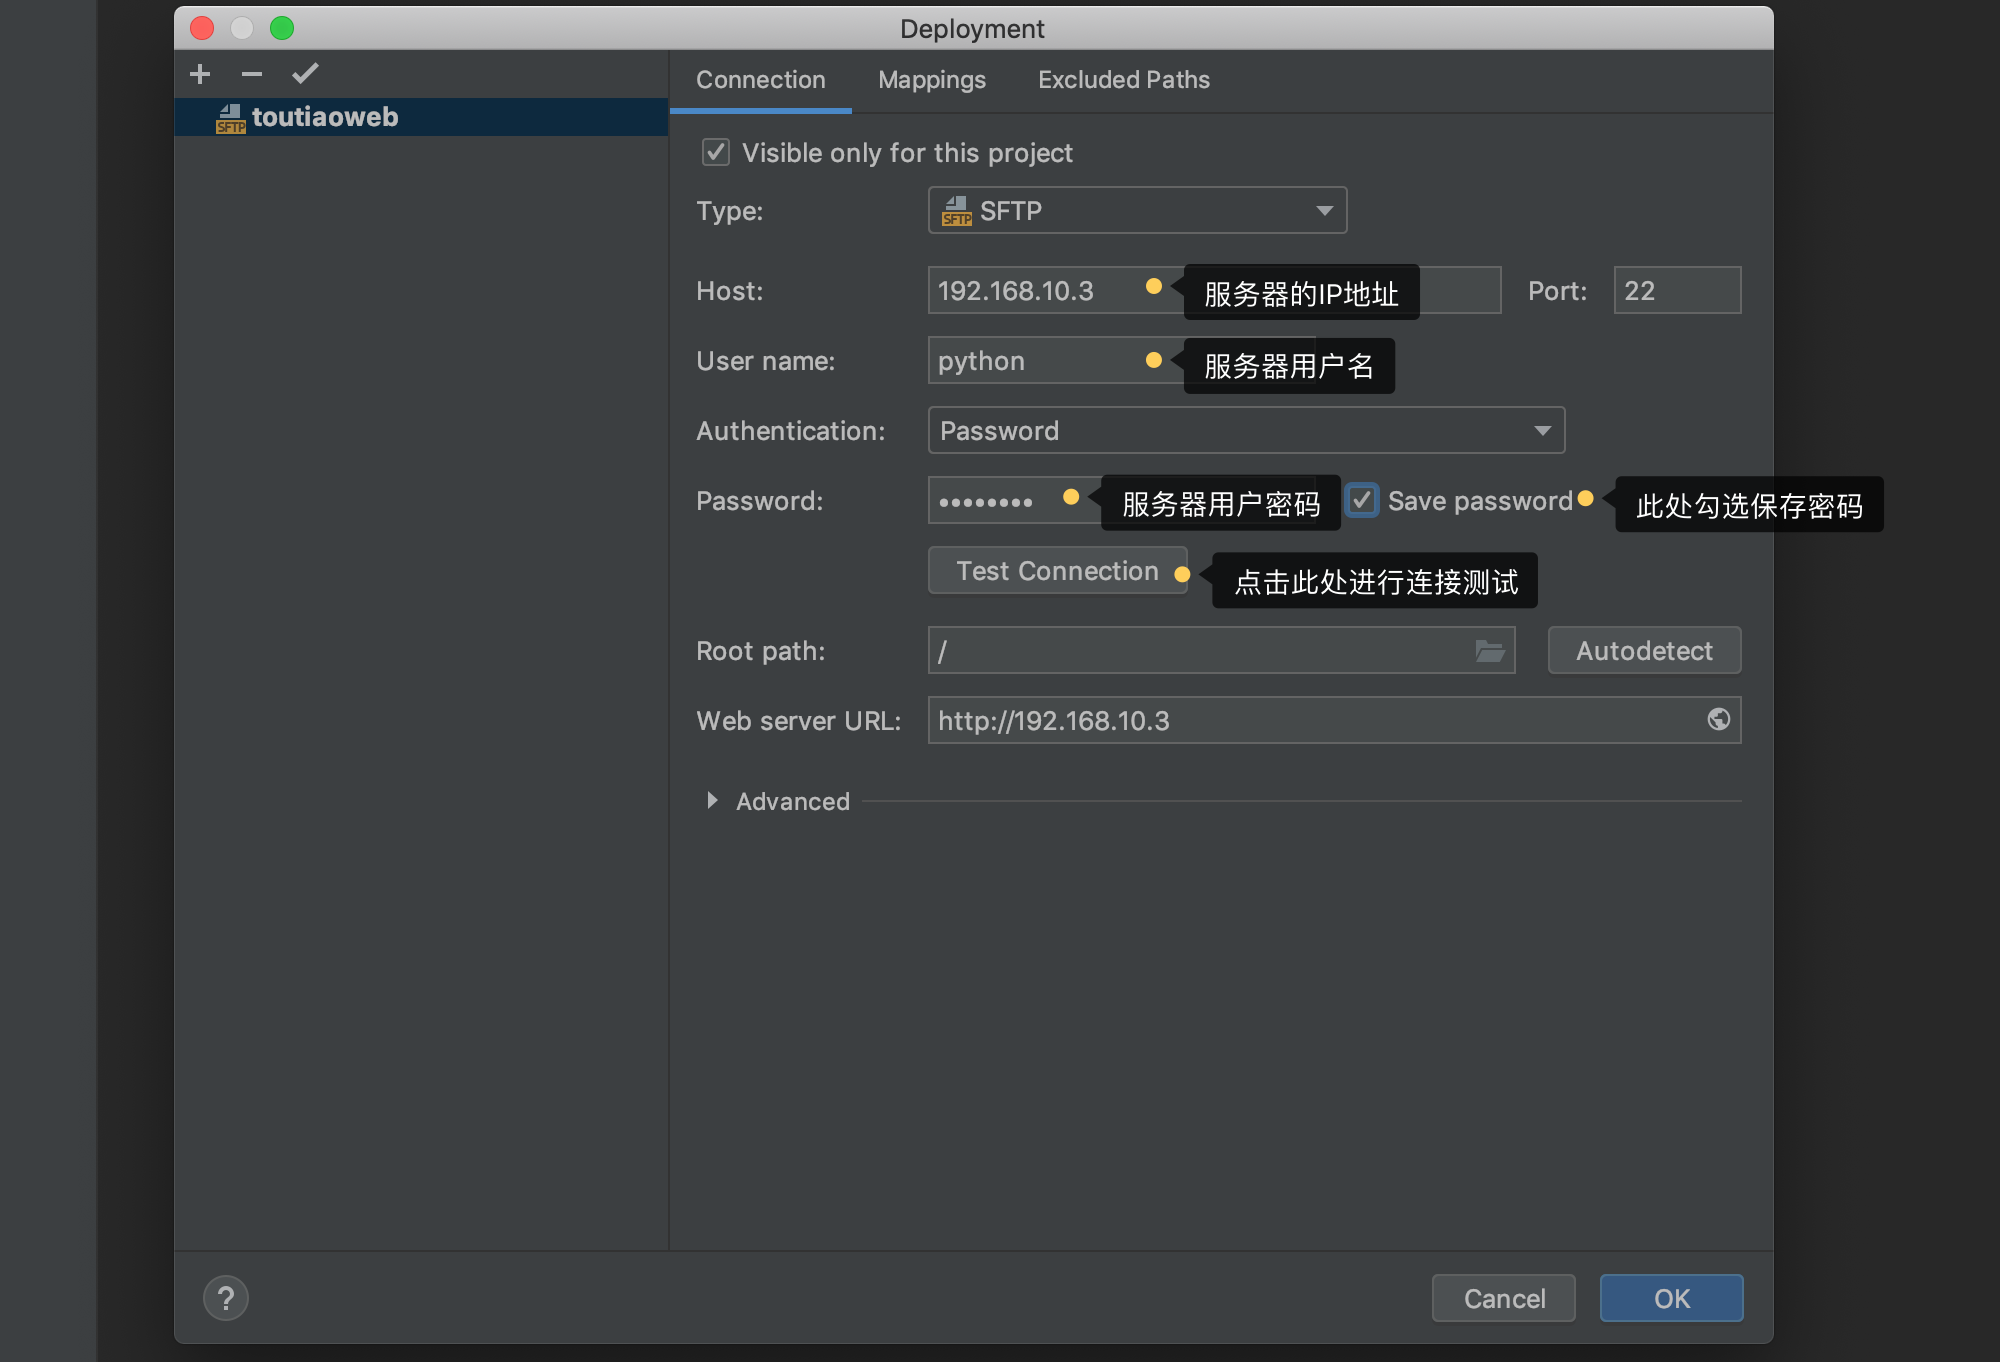 Deployment
SFTP toutiaoweb
Connection Mappings Excluded Paths
Visible only for this project
Type: SFTP SFTP
Host: 192.168.10.3 服务器的IP地址 Port: 22
User name: python 服务器用户名
Authentication: Password
Password: •••••••• 服务器用户密码 Save password 此处勾选保存密码
Test Connection 点击此处进行连接测试
Root path: / Autodetect
Web server URL: http://192.168.10.3
Advanced
? Cancel OK